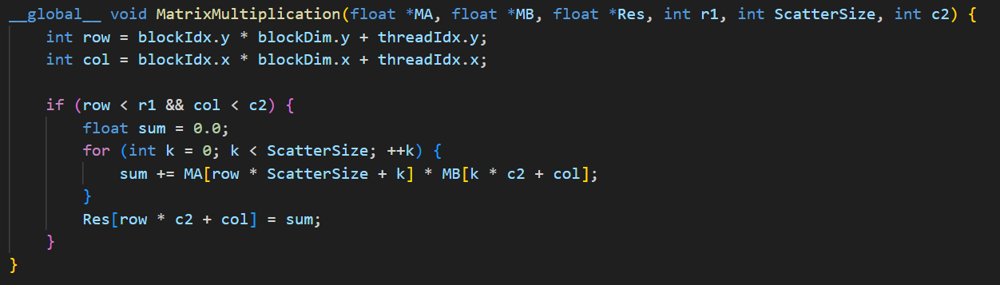 __global__ void MatrixMultiplication(float *MA, float *MB, float *Res, int r1, int ScatterSize, int c2) {
    int row = blockIdx.y * blockDim.y + threadIdx.y;
    int col = blockIdx.x * blockDim.x + threadIdx.x;

    if (row < r1 && col < c2) {
        float sum = 0.0;
        for (int k = 0; k < ScatterSize; ++k) {
            sum += MA[row * ScatterSize + k] * MB[k * c2 + col];
        }
        Res[row * c2 + col] = sum;
    }
}